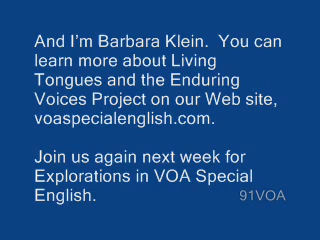 And I'm Barbara Klein.  You can
learn more about Living
Tongues and the Enduring
Voices Project on our Web site,
voaspecialenglish.com.
Join us again next week for
Explorations in VOA Special
English.
91VOA